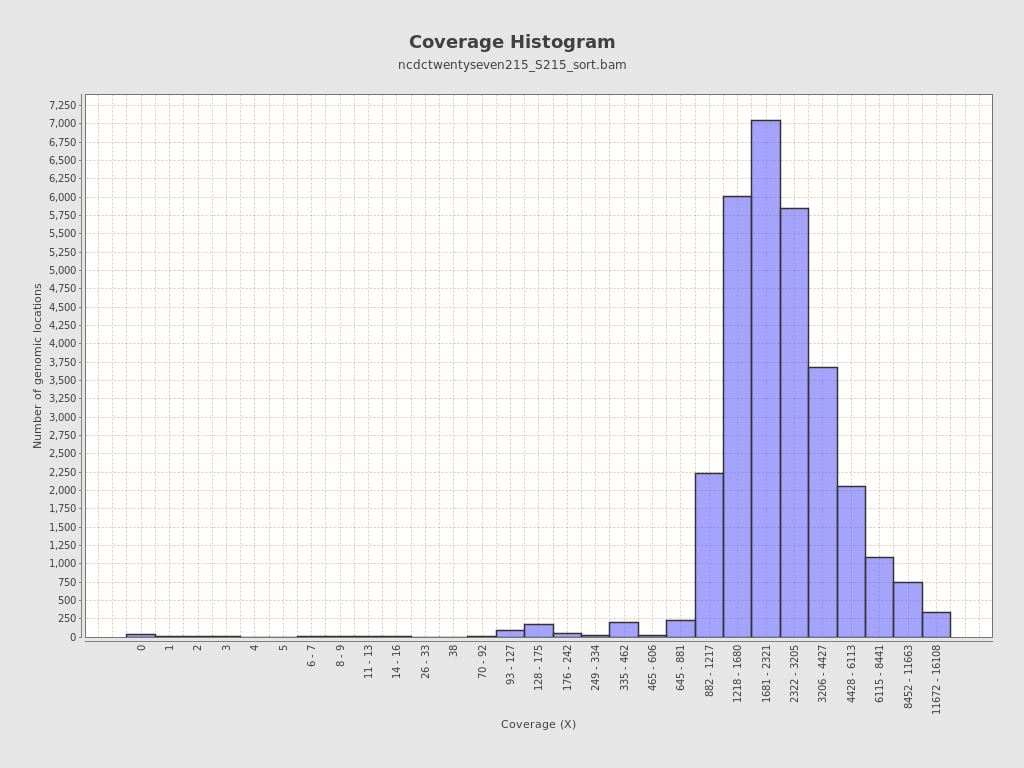 Coverage Histogram
ncdctwentyseven215_S215_sort.bam
Number of genomic locations
7,250
7,000
6,750
6,500
6,250
6,000
5,750
5,500
5,250
5,000
4,750
4,500
4,250
4,000
3,750
3,500
3,250
3,000
2,750
2,500
2,250
2,000
1,750
1,500
1,250
1,000
750
500
250
0
0
1
2
3
4
5
6 - 7
8 - 9
11 - 13
14 - 16
26 - 33
38
70 - 92
93 - 127
128 - 175
176 - 242
249 - 334
335 - 462
465 - 606
645 - 881
882 - 1217
1218 - 1680
1681 - 2321
2322 - 3205
3206 - 4427
4428 - 6113
6115 - 8441
8452 - 11663
11672 - 16108
Coverage (X)